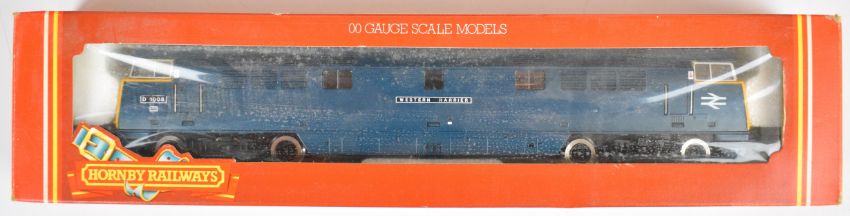 00 GAUGE SCALE MODELS
D 1008
WESTERN HARRIER
HORNBY RAILWAYS